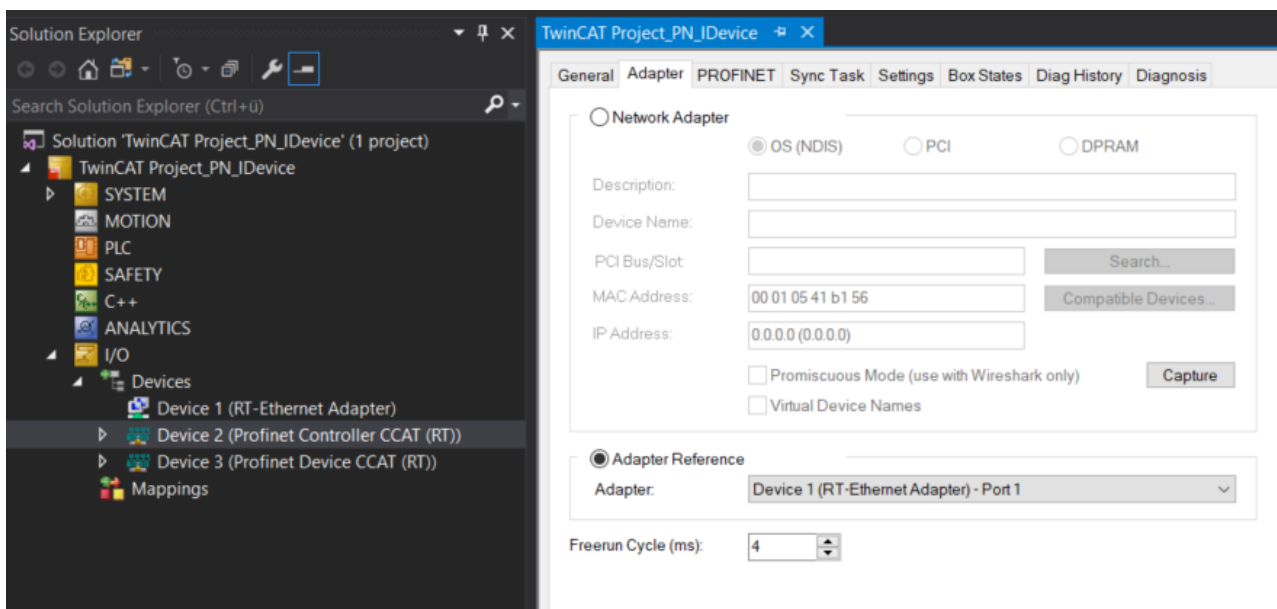 Solution Explorer
Search Solution Explorer (Ctrl+ü)
Solution 'TwinCAT Project_PN_IDevice' (1 project)
TwinCAT Project_PN_IDevice
SYSTEM
MOTION
PLC
SAFETY
C++
ANALYTICS
I/O
Devices
Device 1 (RT-Ethernet Adapter)
Device 2 (Profinet Controller CCAT (RT))
Device 3 (Profinet Device CCAT (RT))
Mappings
TwinCAT Project_PN_IDevice
General Adapter PROFINET Sync Task Settings Box States Diag History Diagnosis
Network Adapter
OS (NDIS) PCI DPRAM
Description:
Device Name:
PCI Bus/Slot: Search...
MAC Address: 00 01 05 41 b1 56 Compatible Devices...
IP Address: 0.0.0.0 (0.0.0.0)
Promiscuous Mode (use with Wireshark only) Capture
Virtual Device Names
Adapter Reference
Adapter: Device 1 (RT-Ethernet Adapter) - Port 1
Freerun Cycle (ms): 4